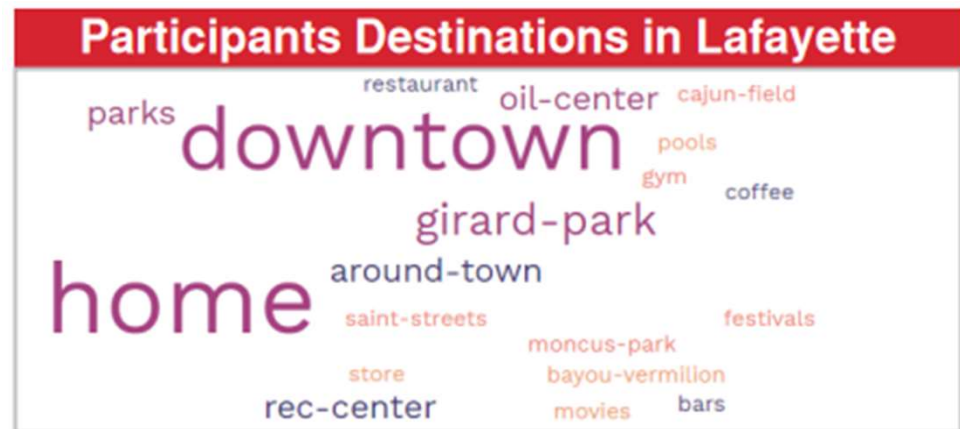 Participants Destinations in Lafayette
restaurant
oil-center
cajun-field
parks
downtown
pools
gym
coffee
girard-park
around-town
home
saint-streets
festivals
moncus-park
store
bayou-vermilion
rec-center
movies
bars